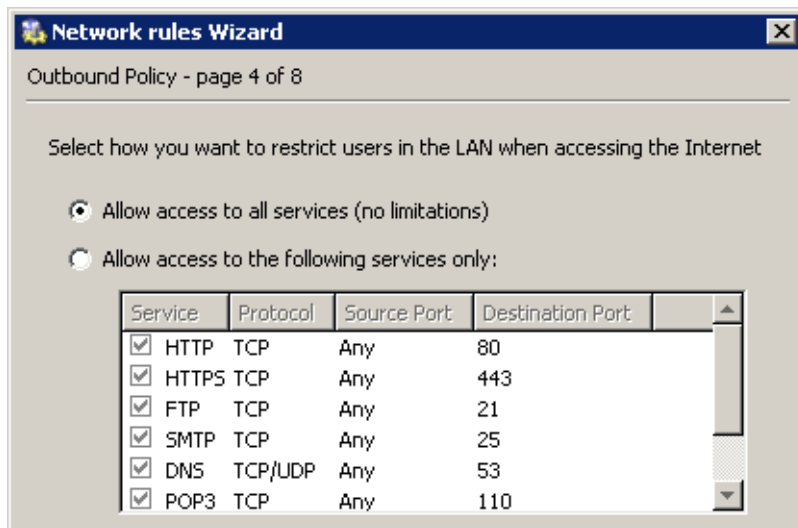 Network rules Wizard
Outbound Policy - page 4 of 8
Select how you want to restrict users in the LAN when accessing the Internet
Allow access to all services (no limitations)
Allow access to the following services only:
Service Protocol Source Port Destination Port
HTTP TCP Any 80
HTTPS TCP Any 443
FTP TCP Any 21
SMTP TCP Any 25
DNS TCP/UDP Any 53
POP3 TCP Any 110